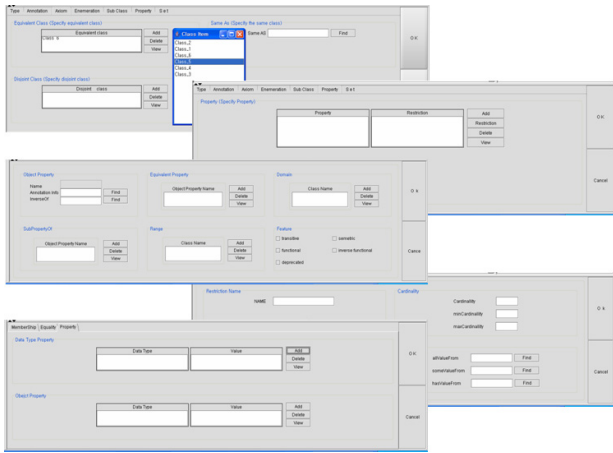 Type Annotation Axiom Enumeration Sub Class Property Set
Equivalent Class (Specify equivalent class)
Same As (Specify the same class)
Equivalent class
Add
Delete
View
Same AS
Find
O K
Class Item
Class_2
Class_4
Class_3
Disjoint Class (Specify disjoint class)
Disjoint class
Add
Delete
View
Type Annotation Axiom Enumeration Sub Class Property Set
Property (Specify Property)
Property
Restriction
Add
Restriction
Delete
View
O K
Cancel
Object Property
Name
Annotation Info
Find
InverseOf
Find
Equivalent Property
Object Property Name
Add
Delete
View
Domain
Class Name
Add
Delete
View
O K
SubPropertyOf
Object Property Name
Add
Delete
View
Range
Class Name
Add
Delete
View
Feature
transitive
functional
inverse functional
deprecated
Restriction Name
NAME
Cardinality
Cardinality
minCardinality
maxCardinality
O k
allValueFrom
Find
someValueFrom
Find
hasValueFrom
Find
Cancel
MemberShip Equality Property
Data Type Property
Data Type
Value
Add
Delete
View
O K
Object Property
Data Type
Value
Add
Delete
View
Cancel